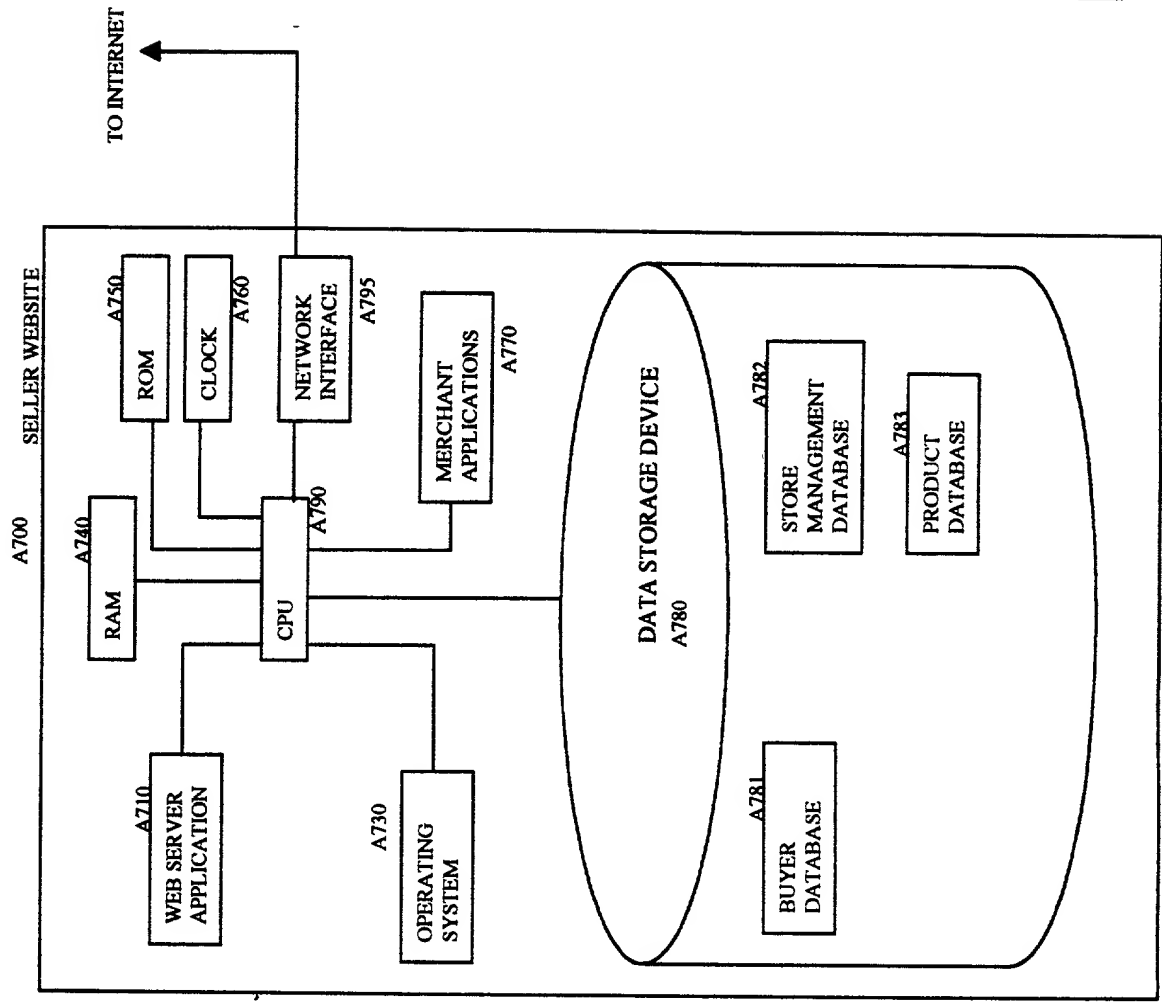 A700 SELLER WEBSITE
TO INTERNET
A710
WEB SERVER
APPLICATION
A740
RAM
A750
ROM
A760
CLOCK
A790
CPU
NETWORK
INTERFACE
A795
A730
OPERATING
SYSTEM
MERCHANT
APPLICATIONS
A770
DATA STORAGE DEVICE
A780
A781
BUYER
DATABASE
A782
STORE
MANAGEMENT
DATABASE
A783
PRODUCT
DATABASE